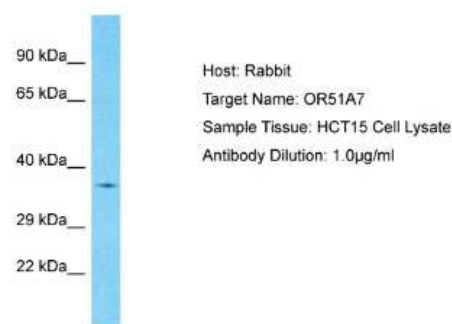 90 kDa
65 kDa
40 kDa
29 kDa
22 kDa
Host: Rabbit
Target Name: OR51A7
Sample Tissue: HCT15 Cell Lysate
Antibody Dilution: 1.0µg/ml